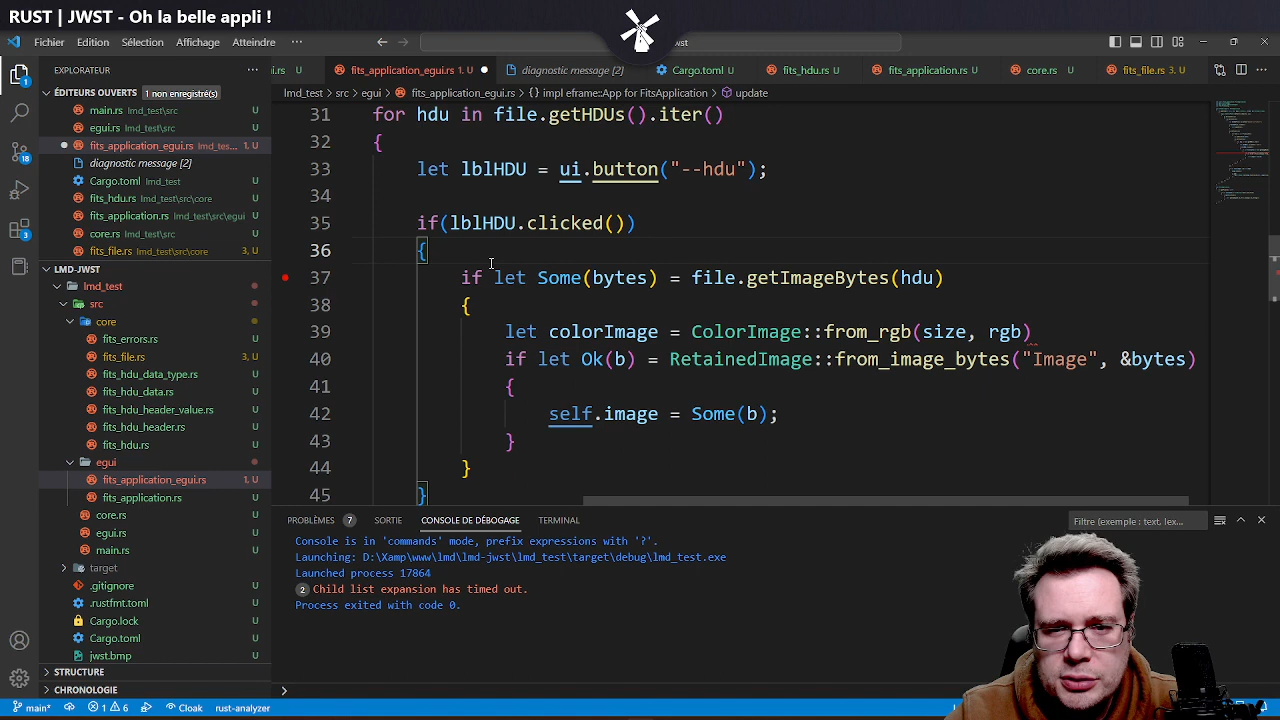 RUST | JWST - Oh la belle appli !
Fichier Edition Sélection Affichage Atteindre ···
wst
rs U
fits_application_egui.rs 1, U
diagnostic message [2]
Cargo.toml U
fits_hdu.rs U
fits_application.rs U
core.rs U
fits_file.rs 3, U
EXPLORATEUR
lmd_test > src > egui > fits_application_egui.rs > {} impl eframe::App for FitsApplication > update
ÉDITEURS OUVERTS 1 non enregistré(s)
main.rs lmd_test\src U
egui.rs lmd_test\src U
fits_application_egui.rs lmd_tes... 1, U
diagnostic message [2]
Cargo.toml lmd_test U
fits_hdu.rs lmd_test\src\core U
fits_application.rs lmd_test\src\egui U
core.rs lmd_test\src U
fits_file.rs lmd_test\src\core 3, U
LMD-JWST
lmd_test
src
core
fits_errors.rs U
fits_file.rs 3, U
fits_hdu_data_type.rs U
fits_hdu_data.rs U
fits_hdu_header_value.rs U
fits_hdu_header.rs U
fits_hdu.rs U
egui
fits_application_egui.rs 1, U
fits_application.rs U
core.rs U
egui.rs U
main.rs U
target
.gitignore U
.rustfmt.toml U
Cargo.lock U
Cargo.toml U
jwst.bmp U
STRUCTURE
CHRONOLOGIE
31 for hdu in file.getHDUs().iter()
32 {
33 let lblHDU = ui.button("--hdu");
34
35 if(lblHDU.clicked())
36 {
37 if let Some(bytes) = file.getImageBytes(hdu)
38 {
39 let colorImage = ColorImage::from_rgb(size, rgb)
40 if let Ok(b) = RetainedImage::from_image_bytes("Image", &bytes)
41 {
42 self.image = Some(b);
43 }
44 }
45 }
PROBLÈMES 7 SORTIE CONSOLE DE DÉBOGAGE TERMINAL
Filtre (exemple : text, !ex...
Console is in 'commands' mode, prefix expressions with '?'.
Launching: D:\Xamp\www\lmd\lmd-jwst\lmd_test\target\debug\lmd_test.exe
Launched process 17864
2 Child list expansion has timed out.
Process exited with code 0.
main* 1 6 Cloak rust-analyzer